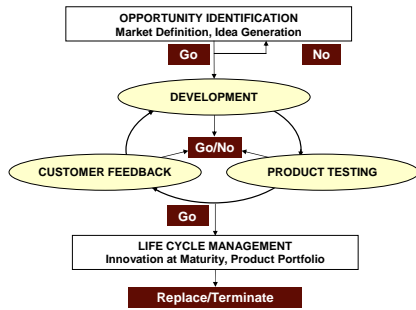 OPPORTUNITY IDENTIFICATION
Market Definition, Idea Generation
Go
No
DEVELOPMENT
Go/No
CUSTOMER FEEDBACK
PRODUCT TESTING
Go
LIFE CYCLE MANAGEMENT
Innovation at Maturity, Product Portfolio
Replace/Terminate